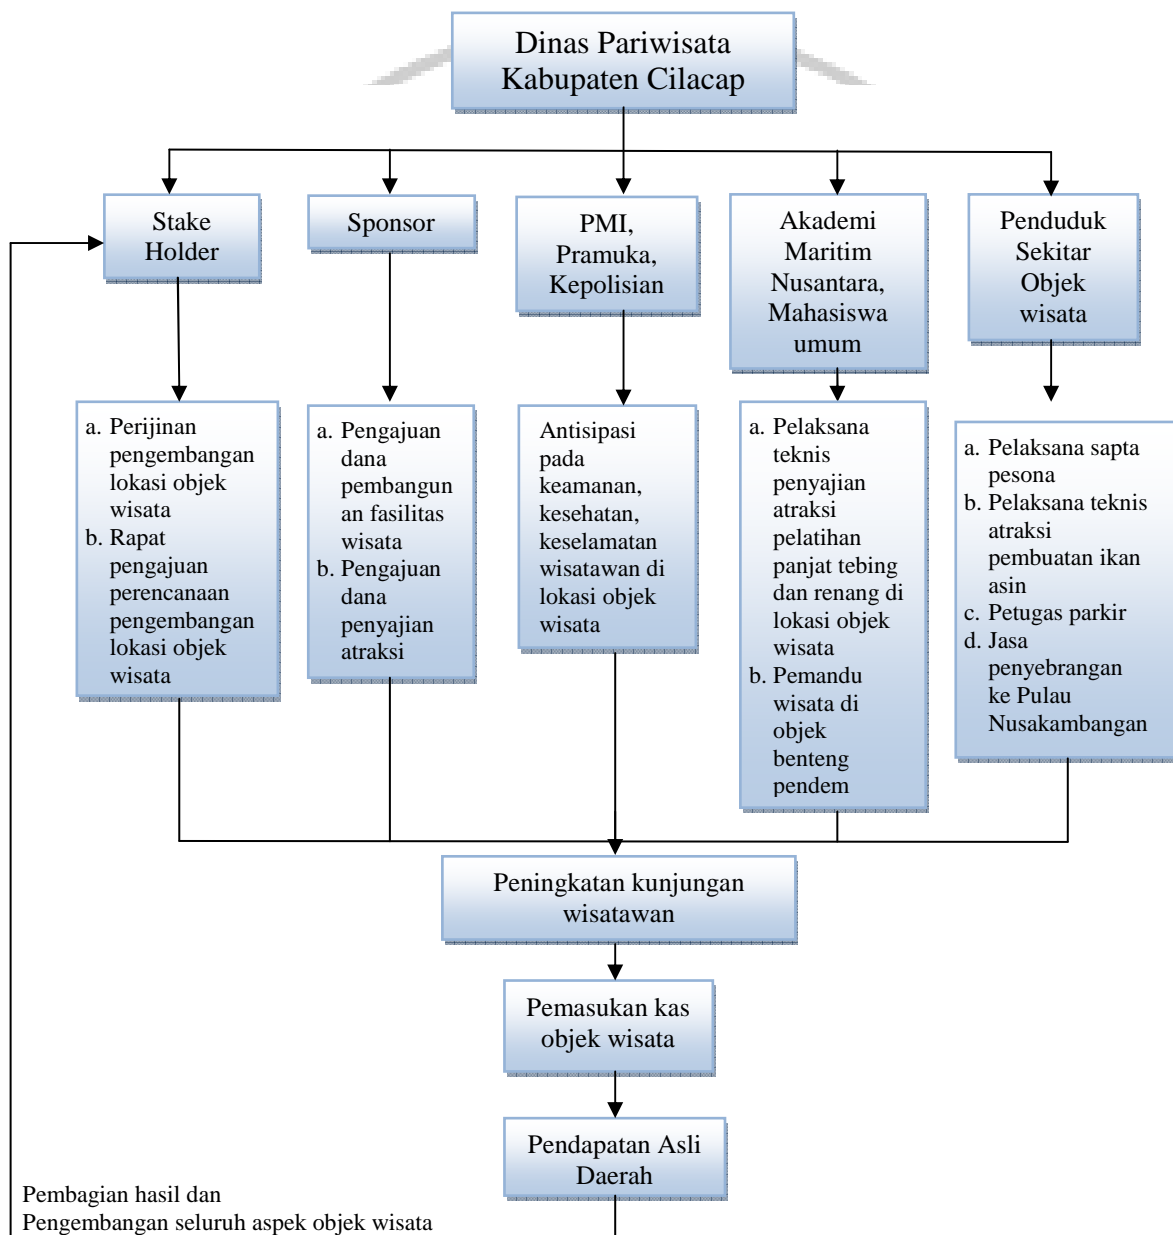 Dinas Pariwisata
Kabupaten Cilacap
Stake
Holder
Sponsor
PMI,
Pramuka,
Kepolisian
Akademi
Maritim
Nusantara,
Mahasiswa
umum
Penduduk
Sekitar
Objek
wisata
a. Perijinan
pengembangan
lokasi objek
wisata
b. Rapat
pengajuan
perencanaan
pengembangan
lokasi objek
wisata
a. Pengajuan
dana
pembangun
an fasilitas
wisata
b. Pengajuan
dana
penyajian
atraksi
Antisipasi
pada
keamanan,
kesehatan,
keselamatan
wisatawan di
lokasi objek
wisata
a. Pelaksana
teknis
penyajian
atraksi
pelatihan
panjat tebing
dan renang di
lokasi objek
wisata
b. Pemandu
wisata di
objek
benteng
pendem
a. Pelaksana sapta
pesona
b. Pelaksana teknis
atraksi
pembuatan ikan
asin
c. Petugas parkir
d. Jasa
penyebrangan
ke Pulau
Nusakambangan
Peningkatan kunjungan
wisatawan
Pemasukan kas
objek wisata
Pendapatan Asli
Daerah
Pembagian hasil dan
Pengembangan seluruh aspek objek wisata